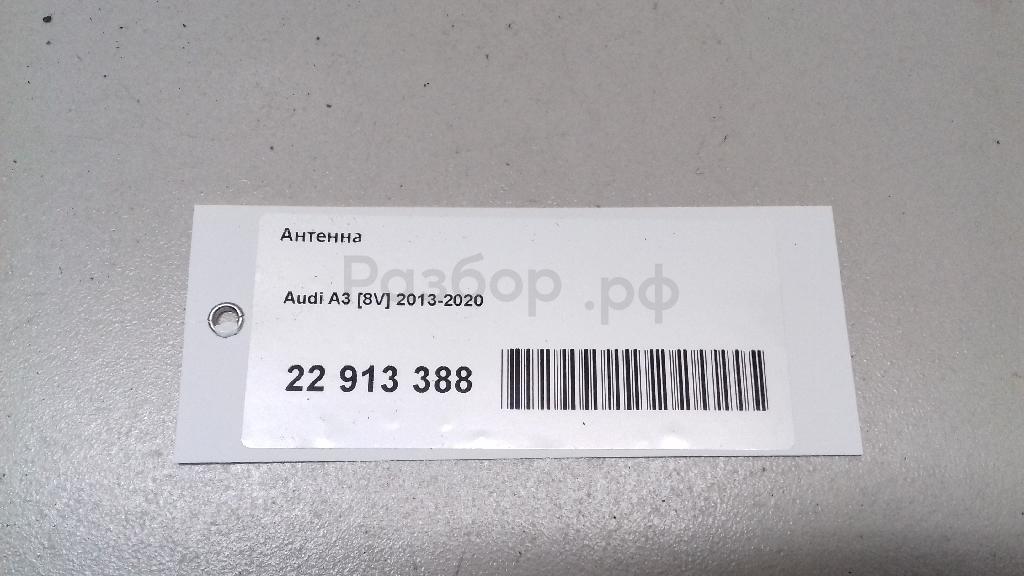 Антенна
Разбор.рф
Audi A3 [8V] 2013-2020
22 913 388